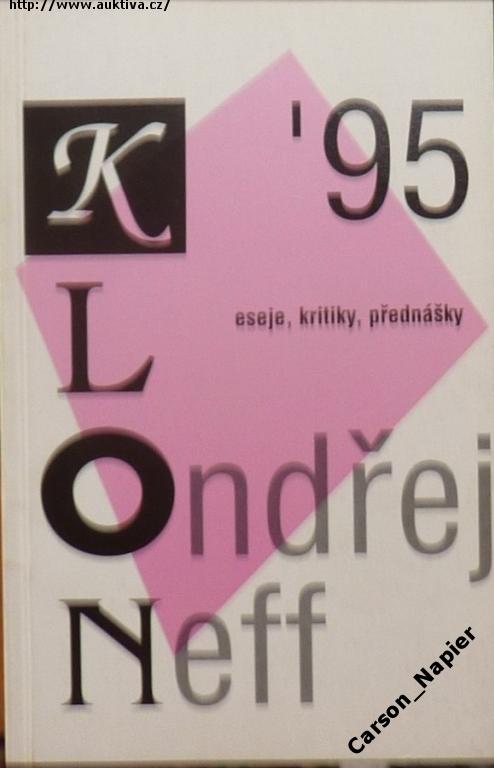 http://www.auktiva.cz/
K '95
L
eseje, kritiky, přednášky
Ondřej
Neff
Carson_Napier